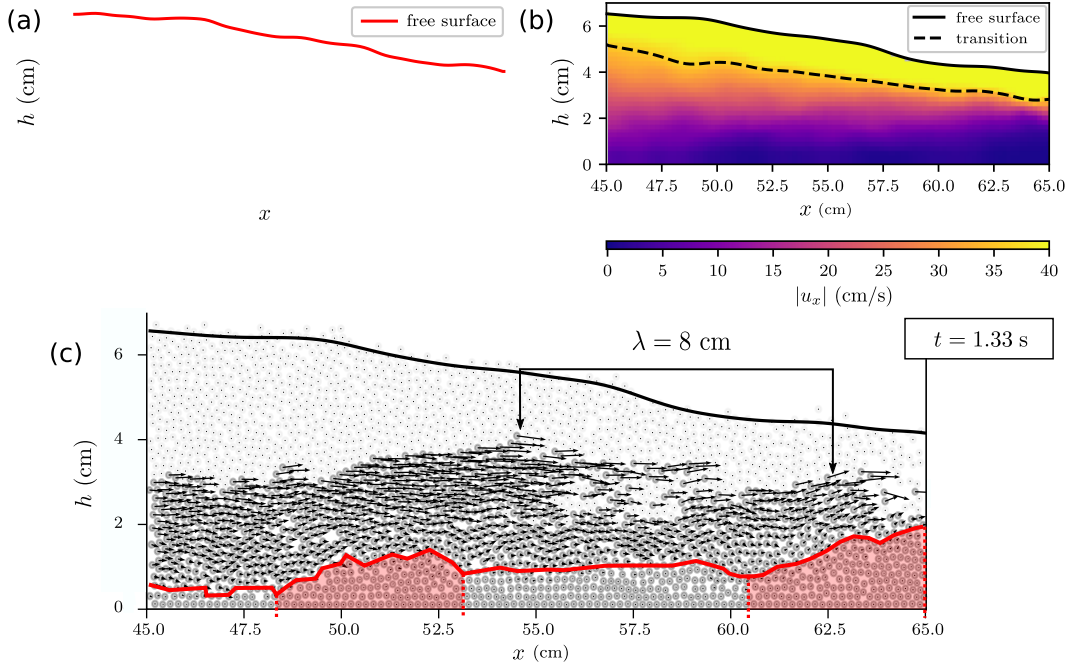 (a)
free surface
h (cm)
x
(b)
free surface
transition
h (cm)
6
4
2
0
45.0 47.5 50.0 52.5 55.0 57.5 60.0 62.5 65.0
x (cm)
0 5 10 15 20 25 30 35 40
|u_x| (cm/s)
(c)
λ = 8 cm
t = 1.33 s
h (cm)
6
4
2
0
45.0 47.5 50.0 52.5 55.0 57.5 60.0 62.5 65.0
x (cm)